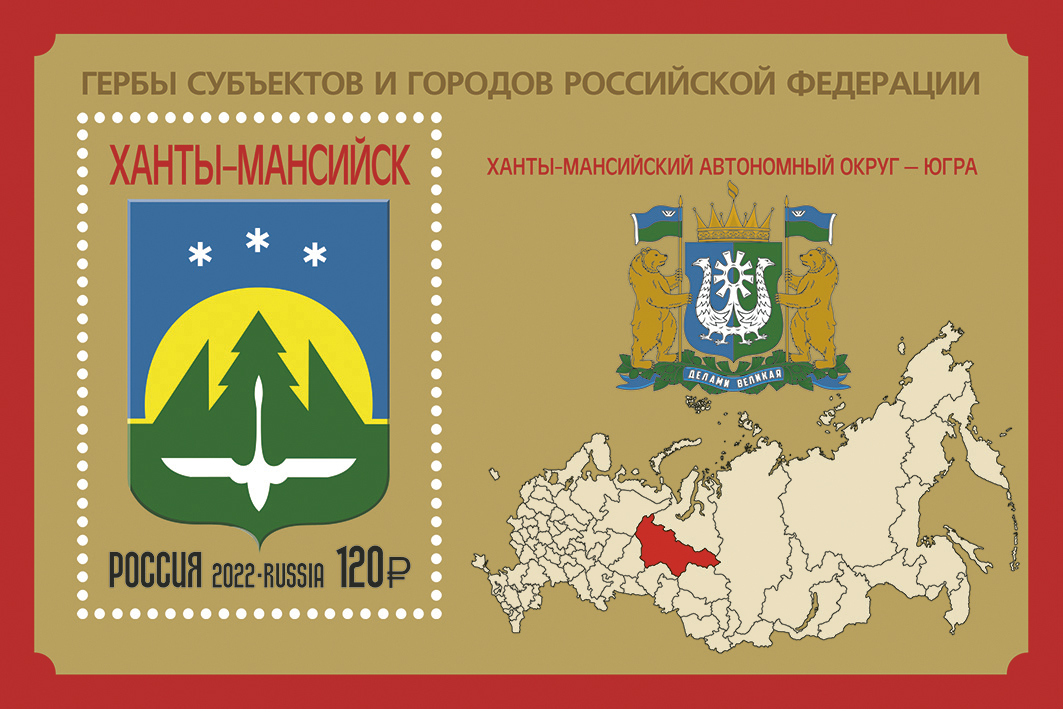 ГЕРБЫ СУБЪЕКТОВ И ГОРОДОВ РОССИЙСКОЙ ФЕДЕРАЦИИ
ХАНТЫ-МАНСИЙСК
РОССИЯ 2022·RUSSIA 120₽
ХАНТЫ-МАНСИЙСКИЙ АВТОНОМНЫЙ ОКРУГ – ЮГРА
ДЕЛАМИ ВЕЛИКАЯ